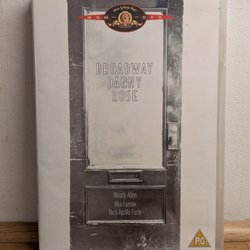 BROADWAY
DANNY
ROSE
Woody Allen
Mia Farrow
Nick Apollo Forte
PG